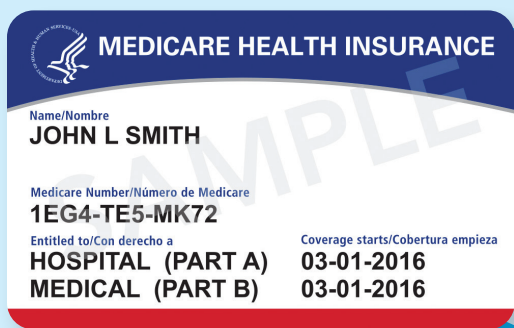 MEDICARE HEALTH INSURANCE
Name/Nombre
JOHN L SMITH
Medicare Number/Número de Medicare
1EG4-TE5-MK72
Entitled to/Con derecho a Coverage starts/Cobertura empieza
HOSPITAL (PART A) 03-01-2016
MEDICAL (PART B) 03-01-2016
SAMPLE